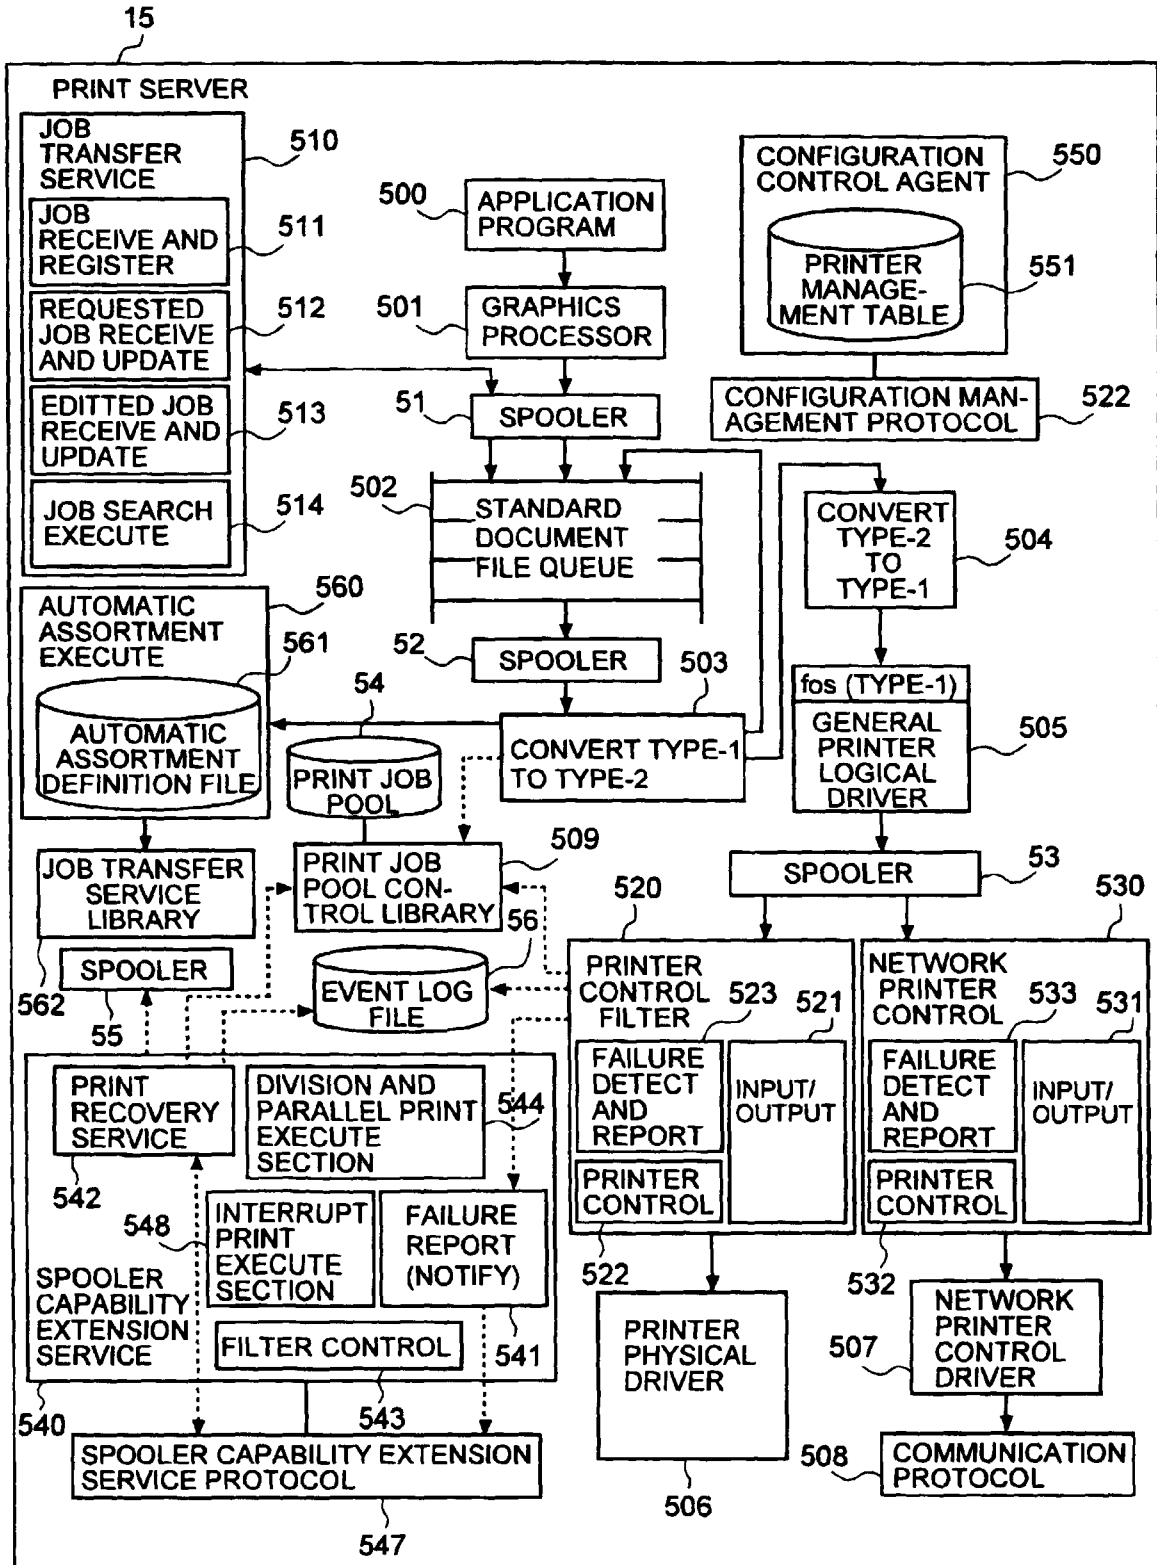 15
PRINT SERVER
JOB
TRANSFER
SERVICE
510
JOB
RECEIVE AND
REGISTER
511
REQUESTED
JOB RECEIVE
AND UPDATE
512
EDITTED JOB
RECEIVE AND
UPDATE
513
JOB SEARCH
EXECUTE
514
500
APPLICATION
PROGRAM
501
GRAPHICS
PROCESSOR
51
SPOOLER
502
STANDARD
DOCUMENT
FILE QUEUE
52
SPOOLER
503
CONVERT TYPE-1
TO TYPE-2
CONFIGURATION
CONTROL AGENT
550
PRINTER
MANAGE-
MENT TABLE
551
CONFIGURATION MAN-
AGEMENT PROTOCOL
522
CONVERT
TYPE-2
TO
TYPE-1
504
fos (TYPE-1)
GENERAL
PRINTER
LOGICAL
DRIVER
505
SPOOLER
53
AUTOMATIC
ASSORTMENT
EXECUTE
560
561
AUTOMATIC
ASSORTMENT
DEFINITION FILE
54
PRINT JOB
POOL
JOB TRANSFER
SERVICE
LIBRARY
562
PRINT JOB
POOL CON-
TROL LIBRARY
509
SPOOLER
55
EVENT LOG
FILE
56
520
PRINTER
CONTROL
FILTER
523
521
FAILURE
DETECT
AND
REPORT
INPUT/
OUTPUT
PRINTER
CONTROL
522
530
NETWORK
PRINTER
CONTROL
533
531
FAILURE
DETECT
AND
REPORT
INPUT/
OUTPUT
PRINTER
CONTROL
532
PRINT
RECOVERY
SERVICE
542
DIVISION AND
PARALLEL PRINT
EXECUTE
SECTION
544
548
INTERRUPT
PRINT
EXECUTE
SECTION
FAILURE
REPORT
(NOTIFY)
541
SPOOLER
CAPABILITY
EXTENSION
SERVICE
540
FILTER CONTROL
543
SPOOLER CAPABILITY EXTENSION
SERVICE PROTOCOL
547
PRINTER
PHYSICAL
DRIVER
506
NETWORK
PRINTER
CONTROL
DRIVER
507
COMMUNICATION
PROTOCOL
508